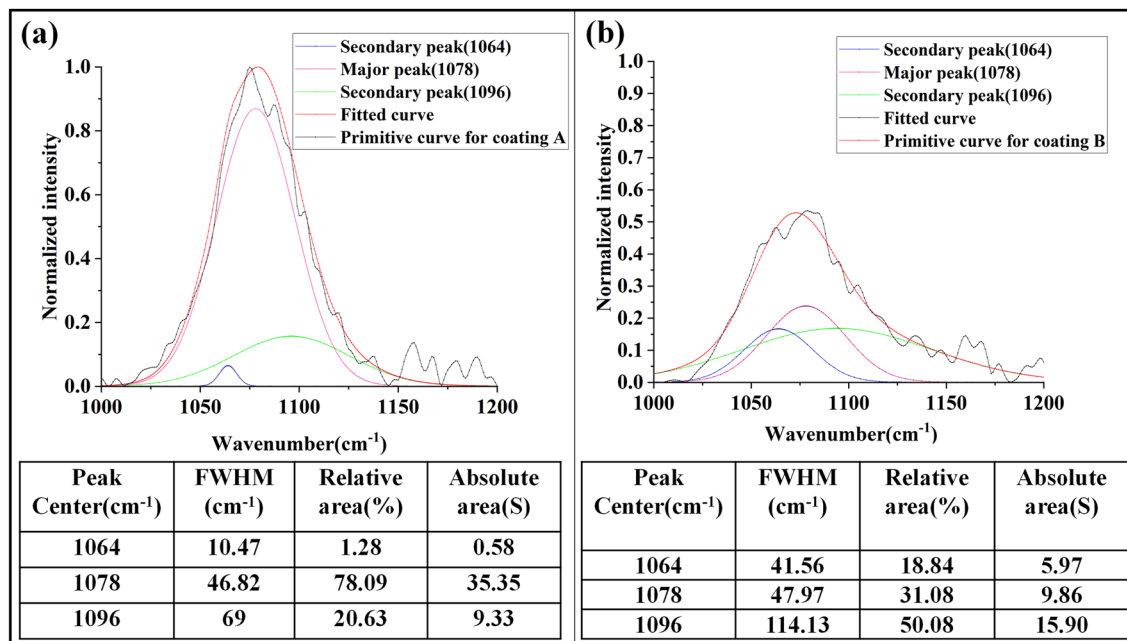 (a)
Secondary peak(1064)
Major peak(1078)
Secondary peak(1096)
Fitted curve
Primitive curve for coating A
Normalized intensity
1.0
0.8
0.6
0.4
0.2
0.0
1000 1050 1100 1150 1200
Wavenumber(cm⁻¹)
Peak Center(cm⁻¹) FWHM (cm⁻¹) Relative area(%) Absolute area(S)
1064 10.47 1.28 0.58
1078 46.82 78.09 35.35
1096 69 20.63 9.33
(b)
Secondary peak(1064)
Major peak(1078)
Secondary peak(1096)
Fitted curve
Primitive curve for coating B
Normalized intensity
1.0
0.9
0.8
0.7
0.6
0.5
0.4
0.3
0.2
0.1
0.0
1000 1050 1100 1150 1200
Wavenumber(cm⁻¹)
Peak Center(cm⁻¹) FWHM (cm⁻¹) Relative area(%) Absolute area(S)
1064 41.56 18.84 5.97
1078 47.97 31.08 9.86
1096 114.13 50.08 15.90